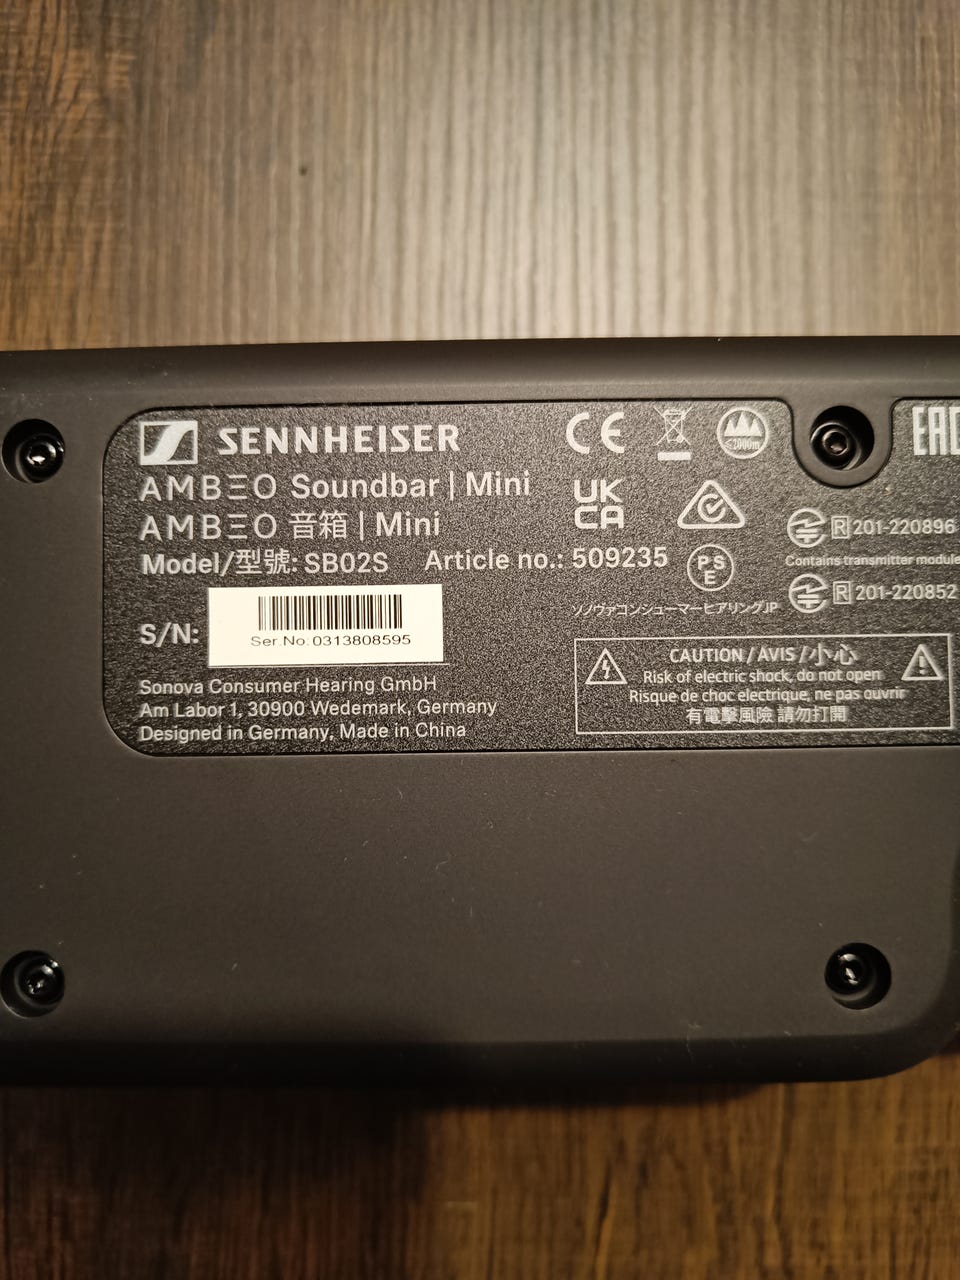 SENNHEISER
AMBEO Soundbar | Mini
AMBEO 音箱 | Mini
Model/型號: SB02S Article no.: 509235
S/N:
Ser.No.0313808595
Sonova Consumer Hearing GmbH
Am Labor 1, 30900 Wedemark, Germany
Designed in Germany, Made in China
CE
≤2000m
UK
CA
PS
E
ソノヴァコンシューマーヒアリングJP
EAC
R 201-220896
Contains transmitter module
R 201-220852
CAUTION / AVIS / 小心
Risk of electric shock, do not open
Risque de choc electrique, ne pas ouvrir
有電擊風險 請勿打開